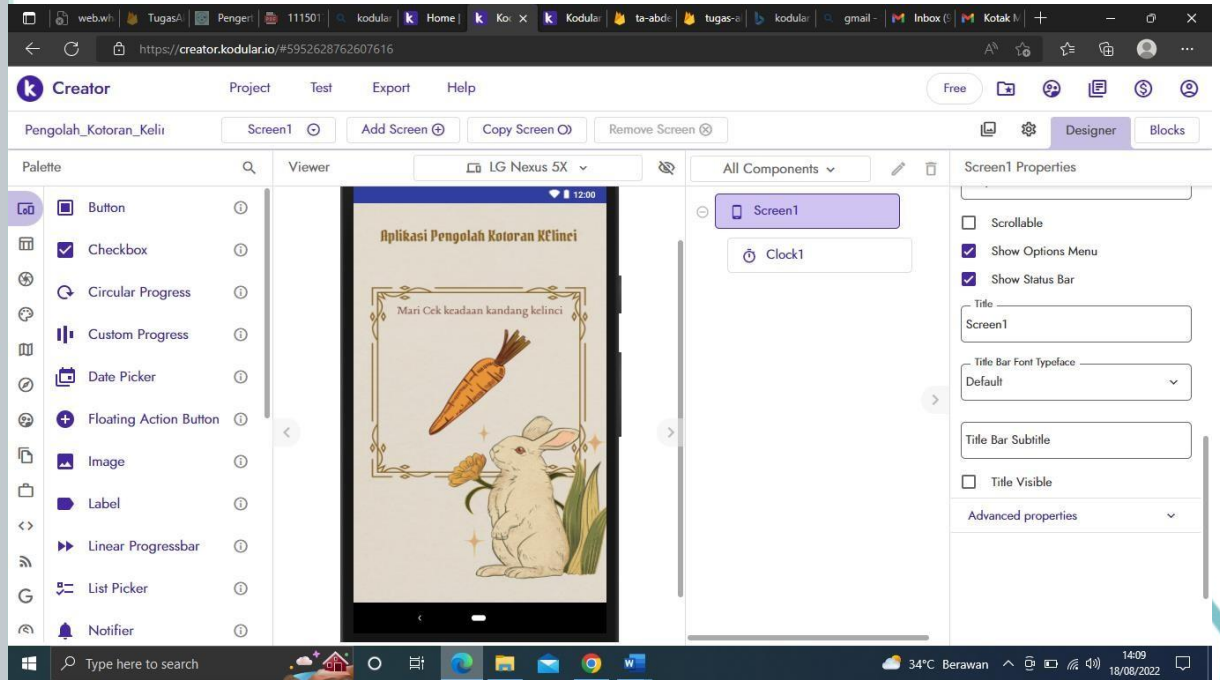 web.wh
TugasA
Pengert
111501
kodular
Home |
Ko
Kodular
ta-abde
tugas-a
kodular
gmail -
Inbox (
Kotak
https://creator.kodular.io/#5952628762607616
Creator
Project
Test
Export
Help
Free
Pengolah_Kotoran_Kelir
Screen1
Add Screen
Copy Screen
Remove Screen
Designer
Blocks
Palette
Viewer
LG Nexus 5X
All Components
Screen1 Properties
Button
Checkbox
Circular Progress
Custom Progress
Date Picker
Floating Action Button
Image
Label
Linear Progressbar
List Picker
Notifier
12:00
Aplikasi Pengolah Kotoran KElinci
Mari Cek keadaan kandang kelinci
Screen1
Clock1
Scrollable
Show Options Menu
Show Status Bar
Title
Screen1
Title Bar Font Typeface
Default
Title Bar Subtitle
Title Visible
Advanced properties
Type here to search
34°C Berawan
14:09
18/08/2022